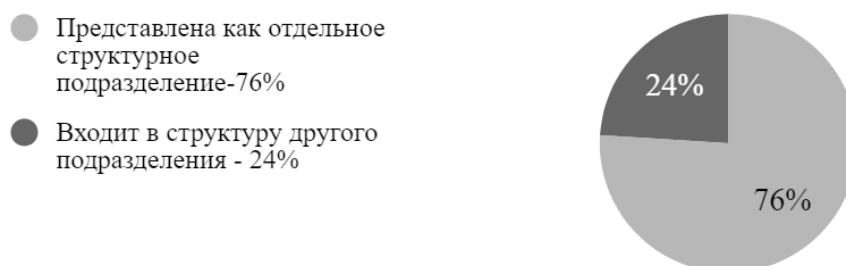 Представлена как отдельное
структурное
подразделение-76%
Входит в структуру другого
подразделения - 24%
24%
76%